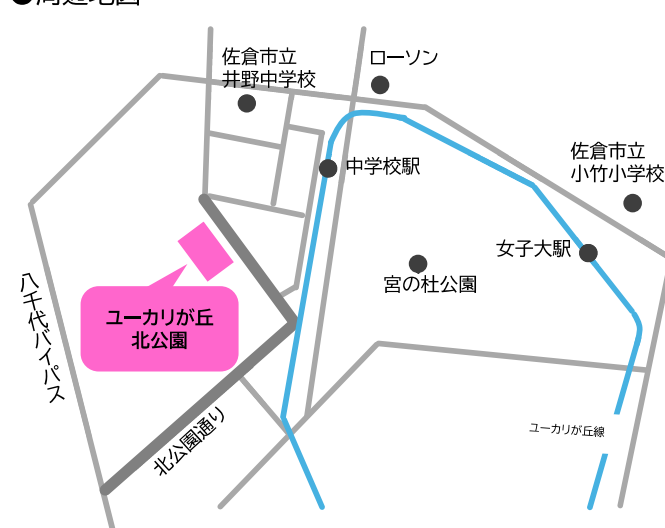 ●周辺地図
佐倉市立
井野中学校
ローソン
佐倉市立
小竹小学校
中学校駅
女子大駅
宮の杜公園
八千代バイパス
ユーカリが丘
北公園
北公園通り
ユーカリが丘線